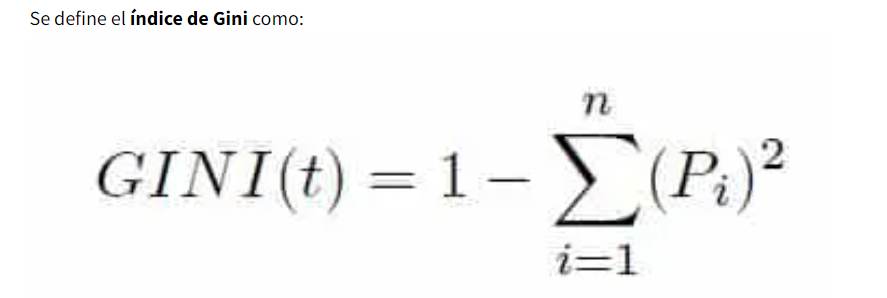 Se define el índice de Gini como:
GINI(t) = 1 − ∑_{i=1}^{n} (P_i)^2